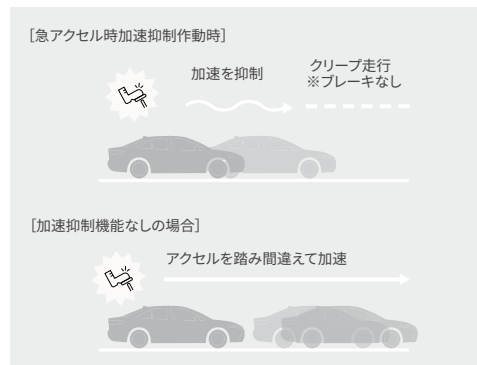 [急アクセル時加速抑制作動時]
加速を抑制
クリープ走行
※ブレーキなし
[加速抑制機能なしの場合]
アクセルを踏み間違えて加速